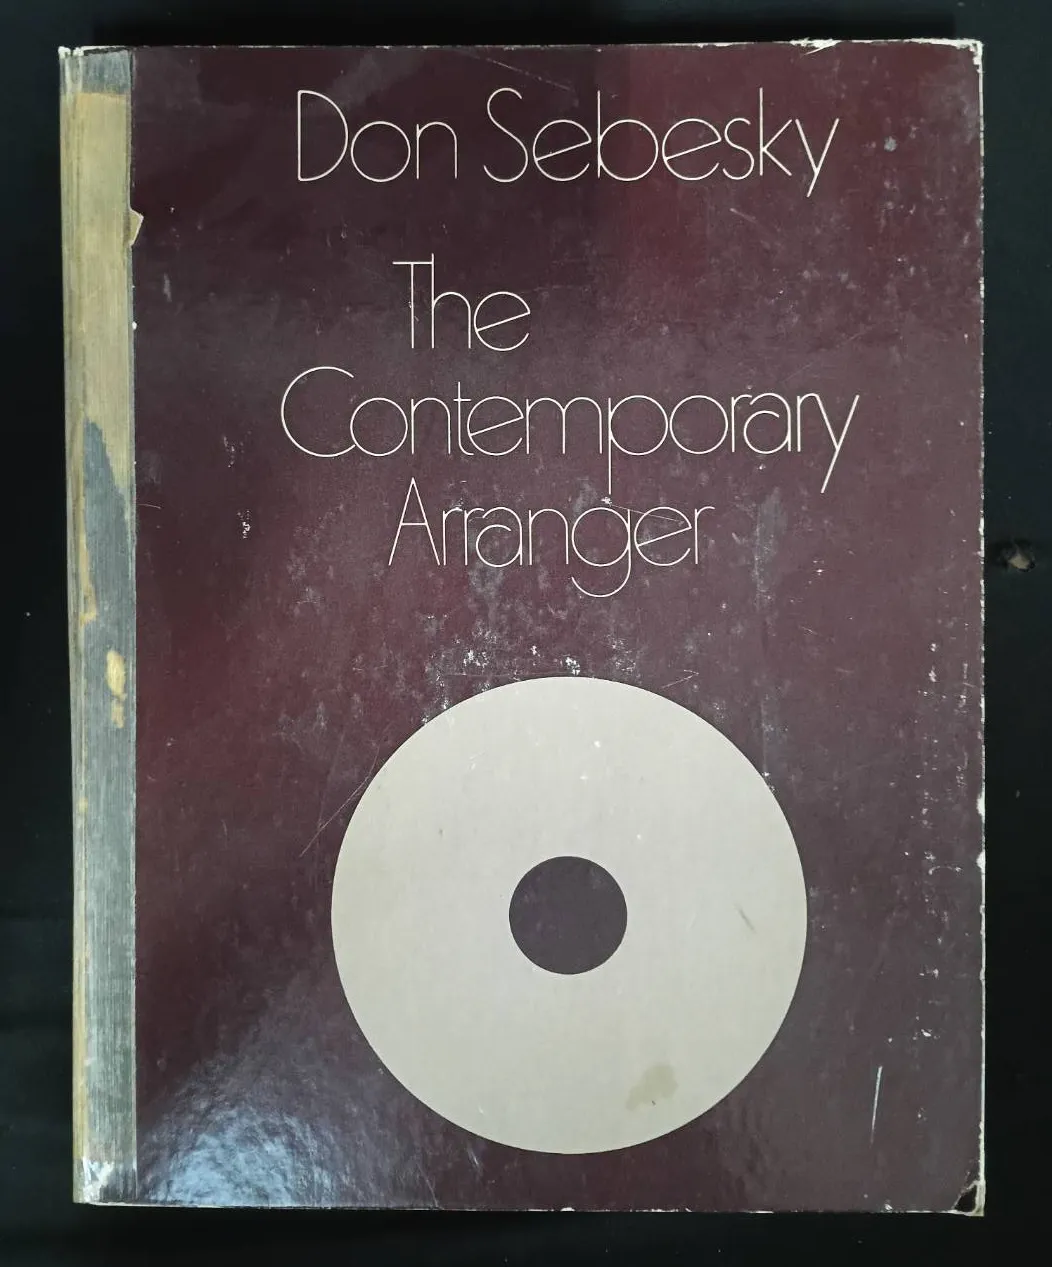 Don Sebesky
The
Contemporary
Arranger